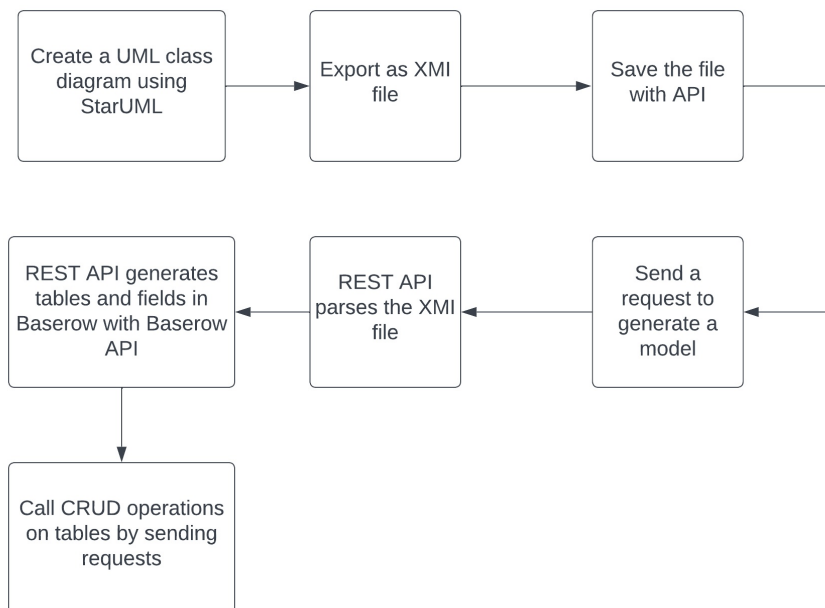 Create a UML class
diagram using
StarUML
Export as XMI
file
Save the file
with API
REST API generates
tables and fields in
Baserow with Baserow
API
REST API
parses the XMI
file
Send a
request to
generate a
model
Call CRUD operations
on tables by sending
requests